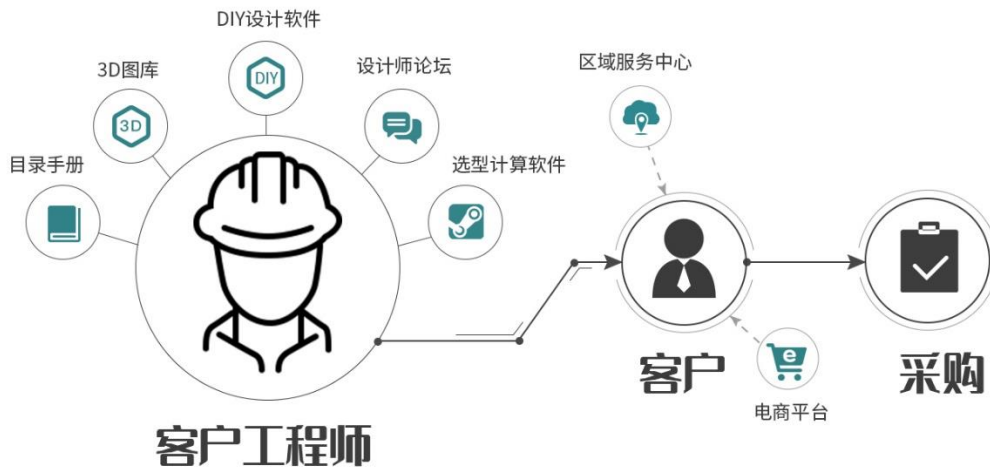 DIY设计软件
3D图库
DIY
设计师论坛
区域服务中心
3D
目录手册
选型计算软件
客户
采购
e
电商平台
客户工程师